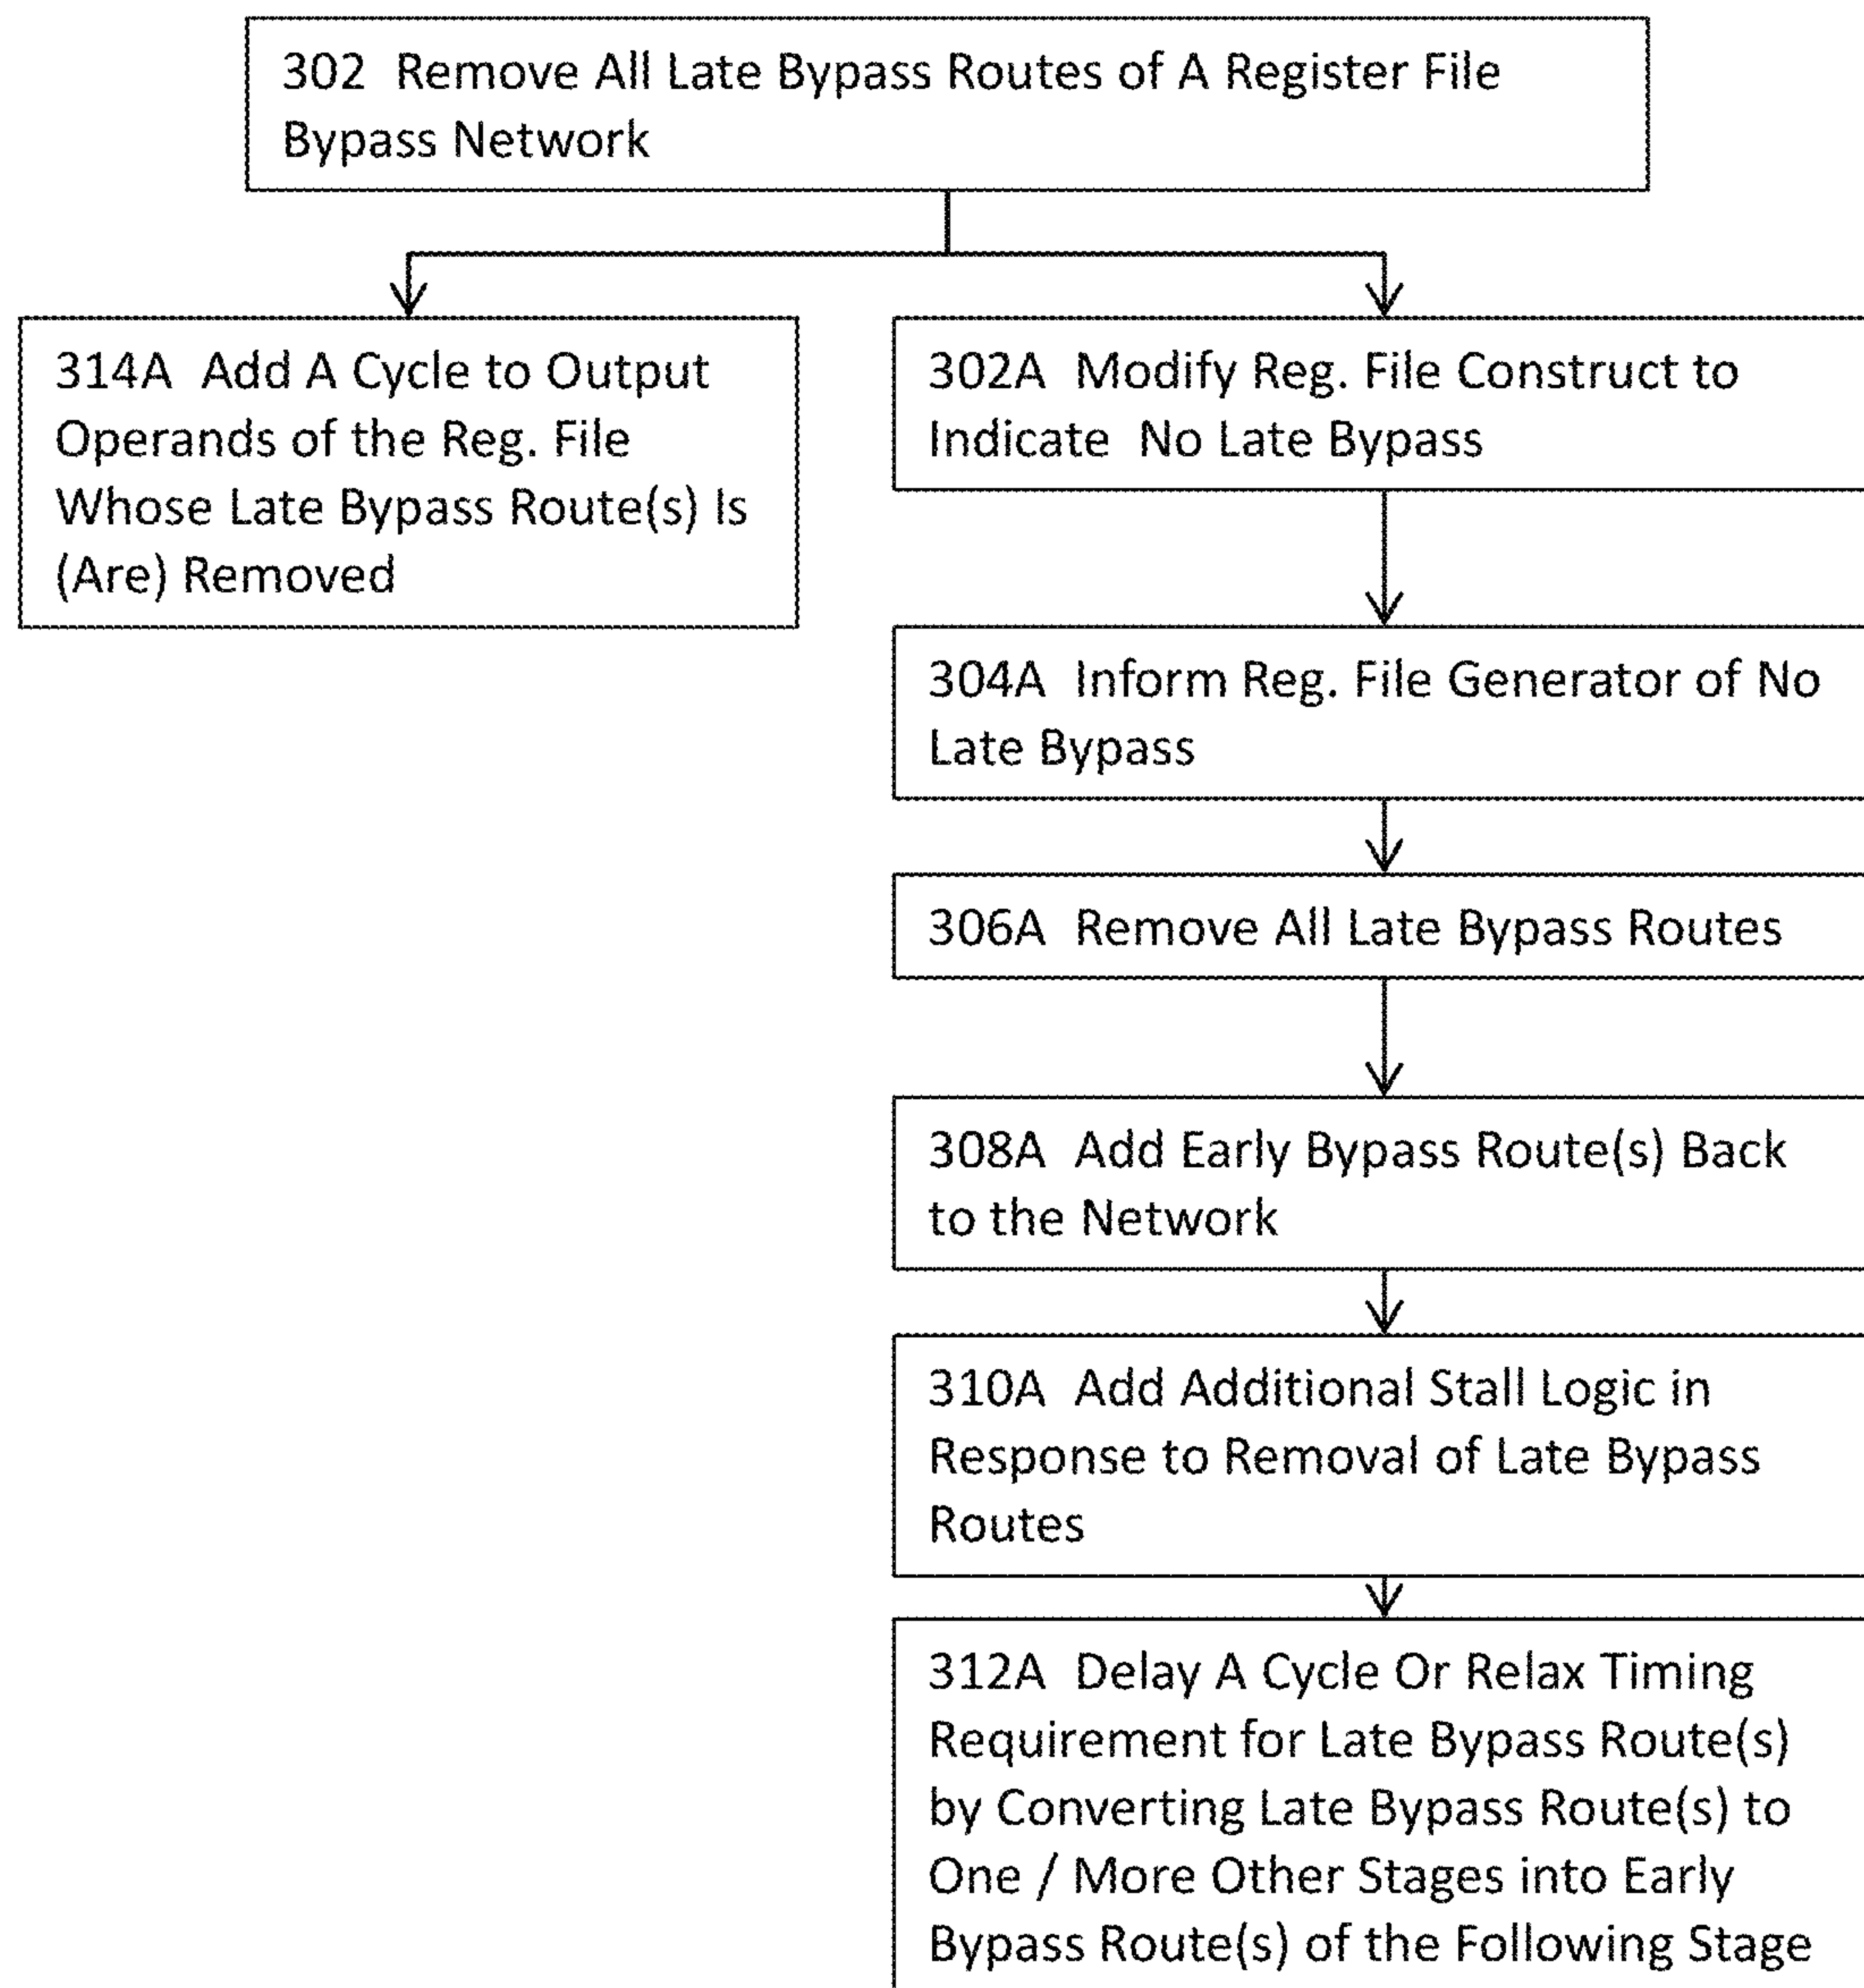 302 Remove All Late Bypass Routes of A Register File
Bypass Network
314A Add A Cycle to Output
Operands of the Reg. File
Whose Late Bypass Route(s) Is
(Are) Removed
302A Modify Reg. File Construct to
Indicate No Late Bypass
304A Inform Reg. File Generator of No
Late Bypass
306A Remove All Late Bypass Routes
308A Add Early Bypass Route(s) Back
to the Network
310A Add Additional Stall Logic in
Response to Removal of Late Bypass
Routes
312A Delay A Cycle Or Relax Timing
Requirement for Late Bypass Route(s)
by Converting Late Bypass Route(s) to
One / More Other Stages into Early
Bypass Route(s) of the Following Stage